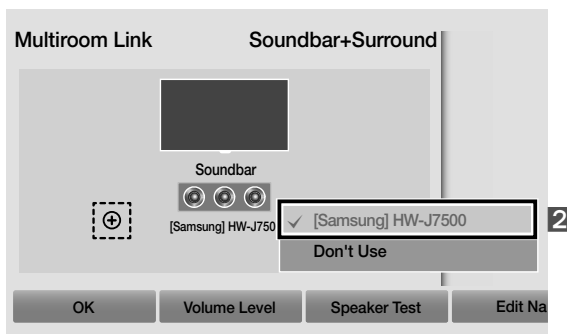 Multiroom Link Soundbar+Surround
Soundbar
[Samsung] HW-J750
[Samsung] HW-J7500
Don't Use
2
OK Volume Level Speaker Test Edit Na